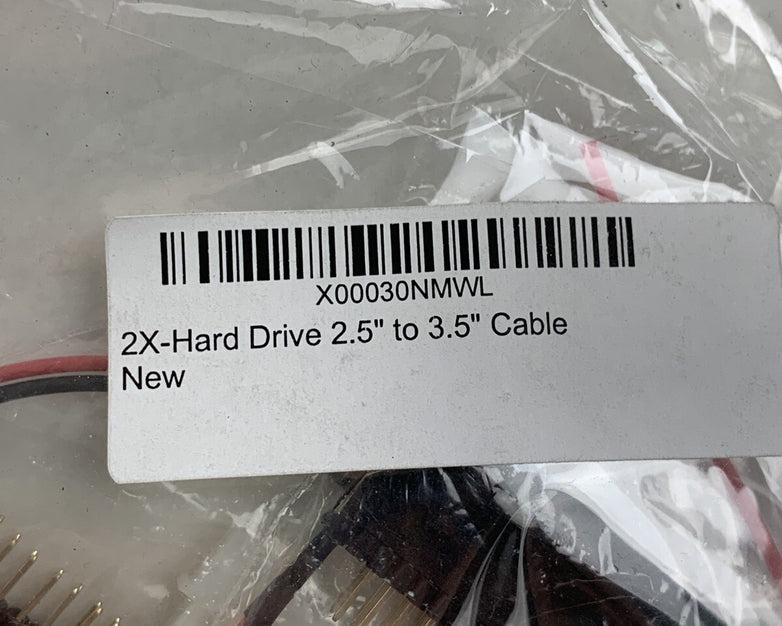 X00030NMWL
2X-Hard Drive 2.5" to 3.5" Cable
New